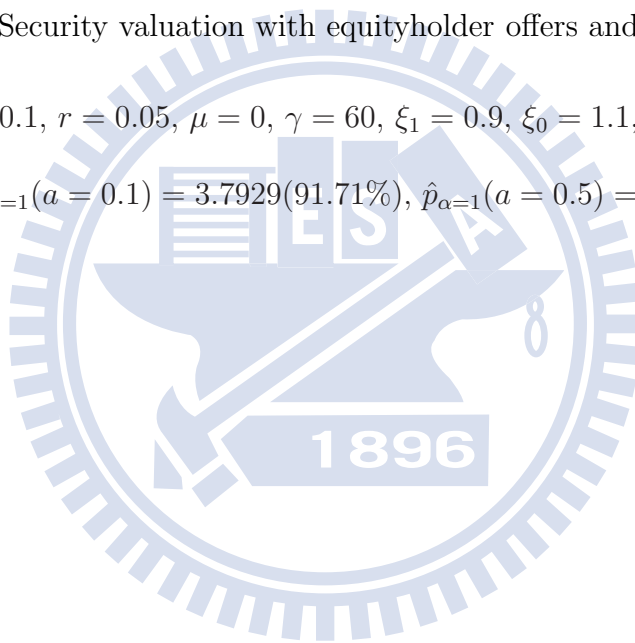 Security valuation with equityholder offers and
0.1, r = 0.05, μ = 0, γ = 60, ξ₁ = 0.9, ξ₀ = 1.1,
₌₁(a = 0.1) = 3.7929(91.71%), p̂_{α=1}(a = 0.5) =
E S A
1896